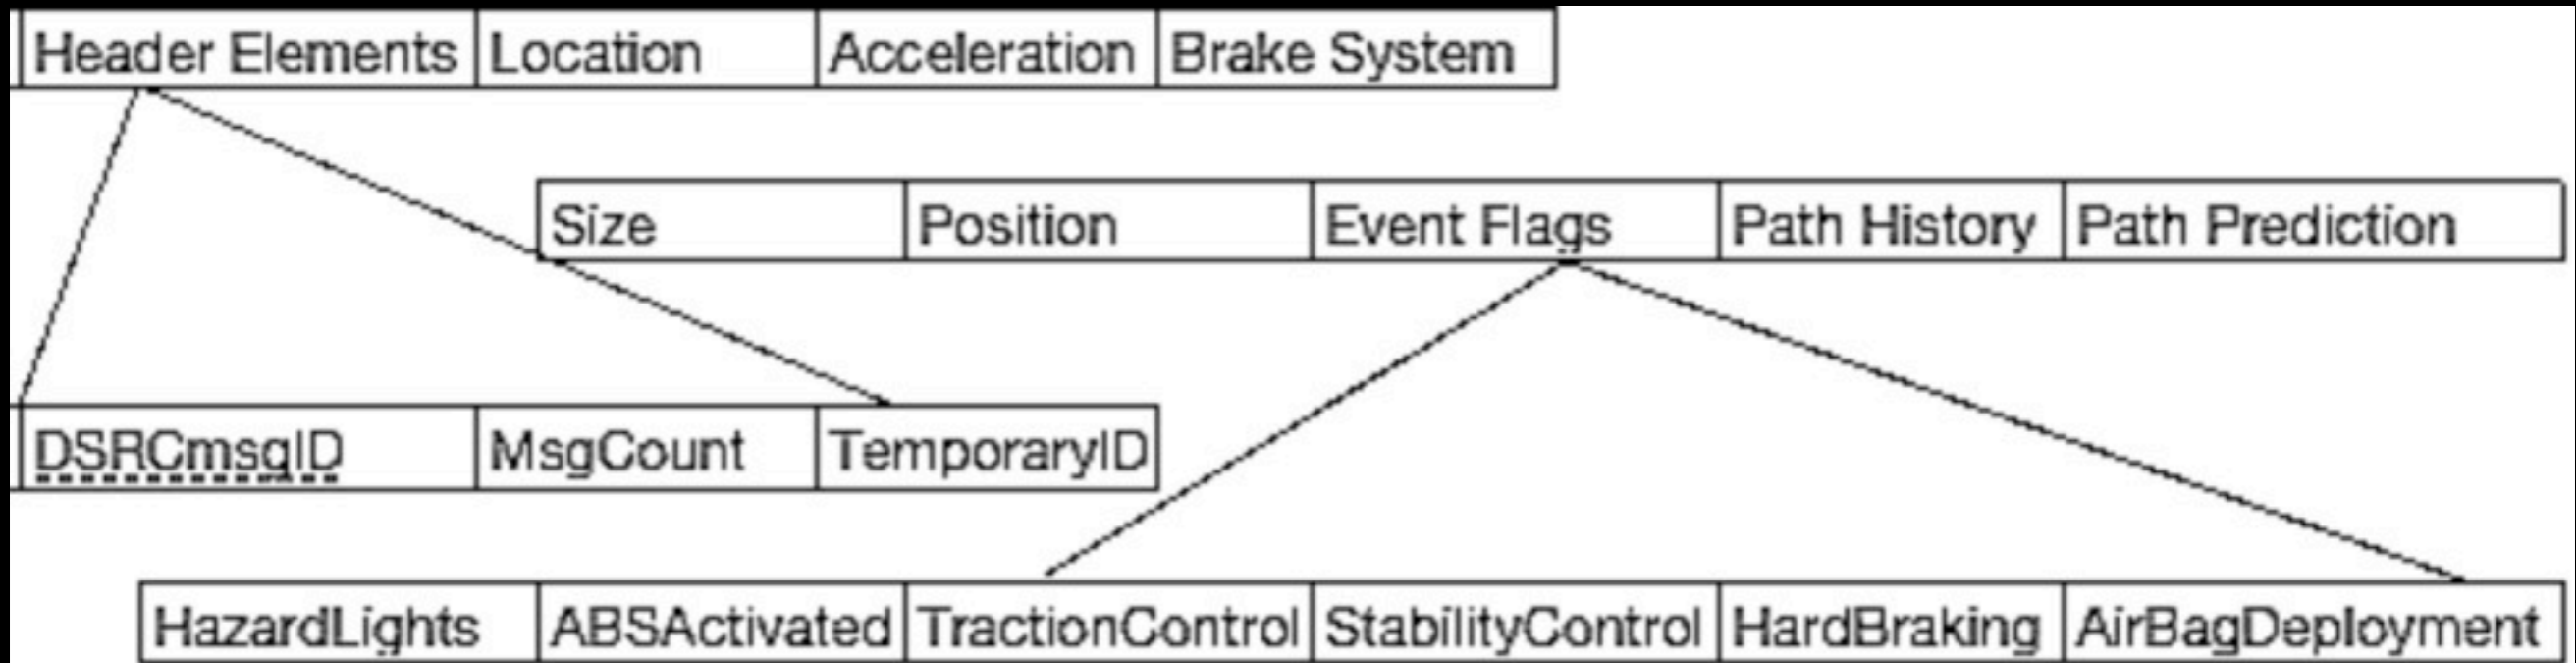 Header Elements Location Acceleration Brake System
Size Position Event Flags Path History Path Prediction
DSRCmsgID MsgCount TemporaryID
HazardLights ABSActivated TractionControl StabilityControl HardBraking AirBagDeployment